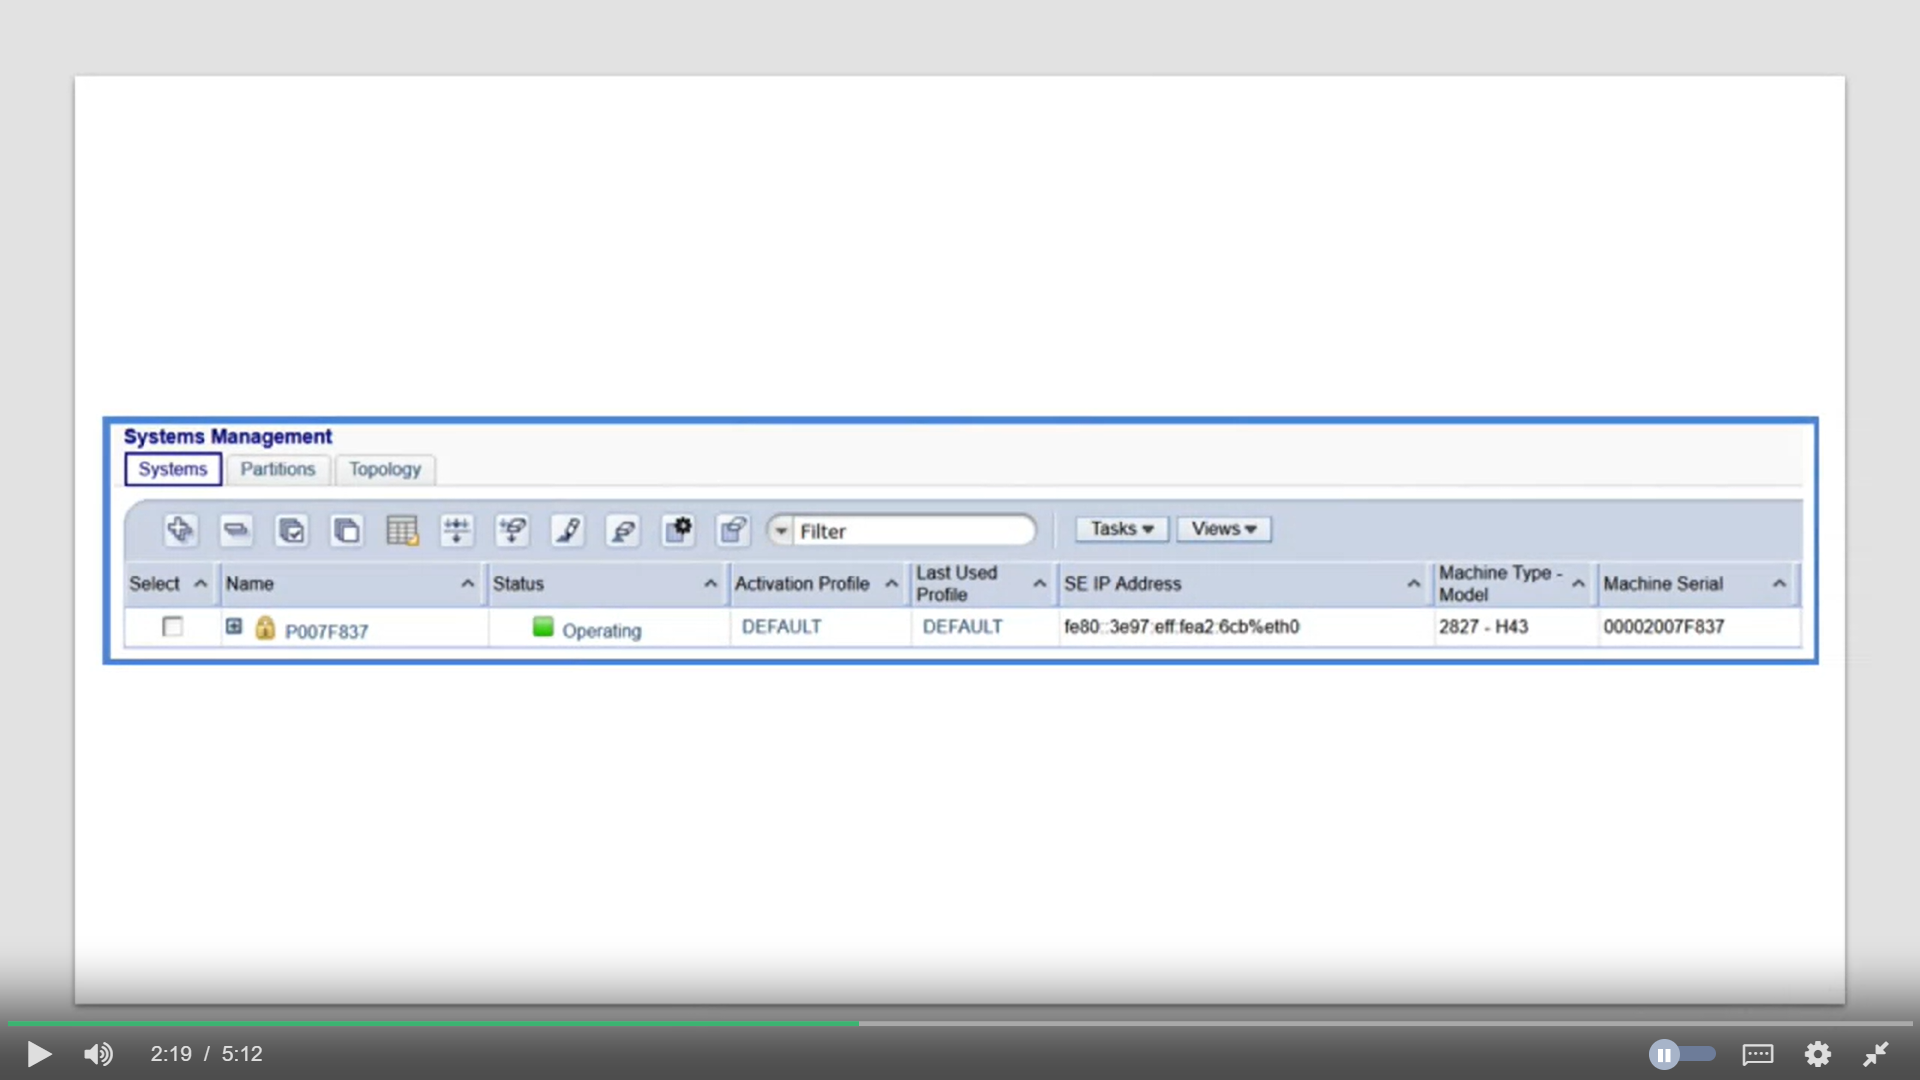 Systems Management
Systems Partitions Topology
Filter Tasks Views
Select Name Status Activation Profile Last Used Profile SE IP Address Machine Type - Model Machine Serial
P007F837 Operating DEFAULT DEFAULT fe80::3e97:eff:fea2:6cb%eth0 2827 - H43 00002007F837
2:19 / 5:12